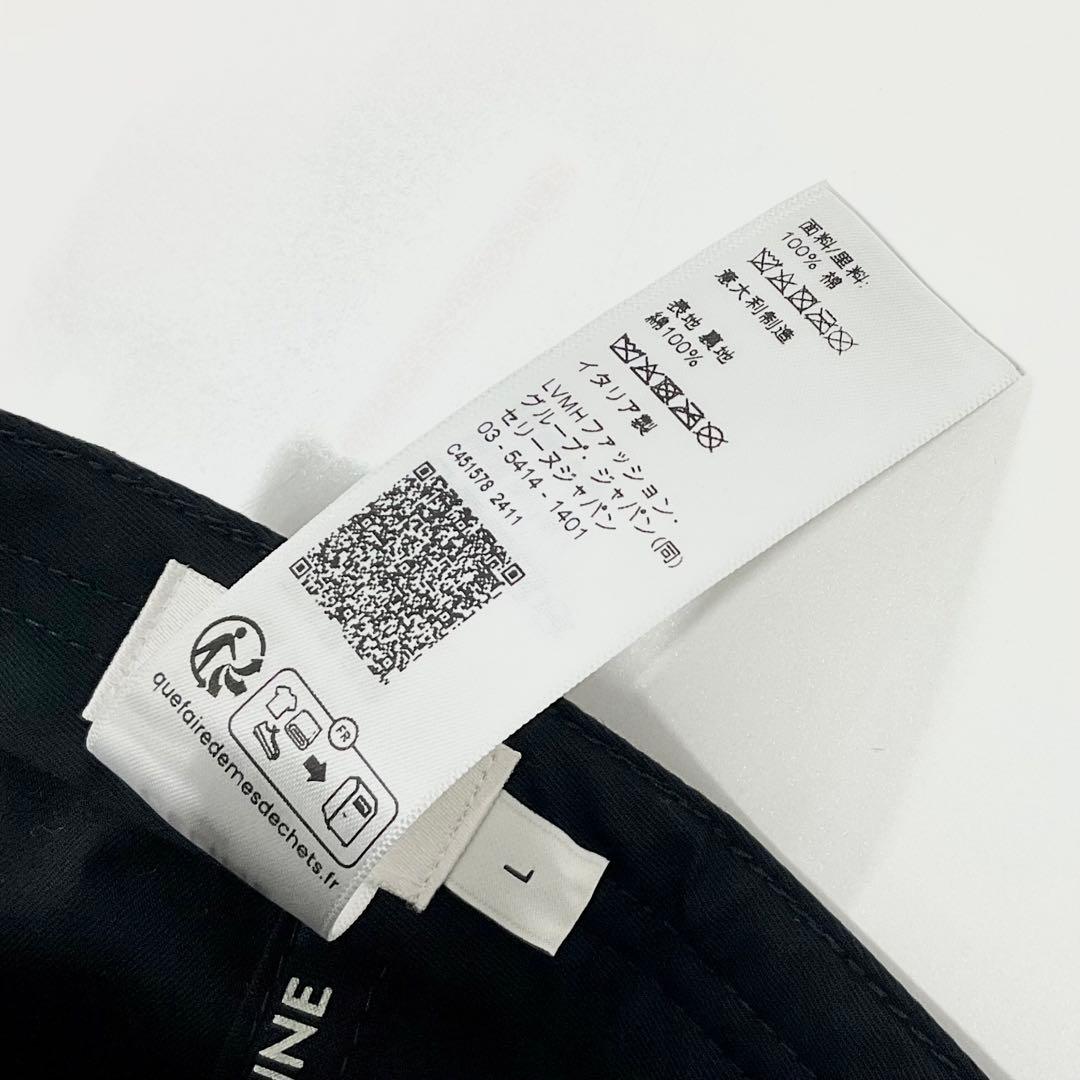 面料/里料:
100% 棉
意大利制造
表地 裏地
綿100%
イタリア製
LVMHファッション・
グループ・ジャパン(同)
セリーヌジャパン
03 - 5414 - 1401
C451578 2411
FR
quefairedemesdechets.fr
L
INE